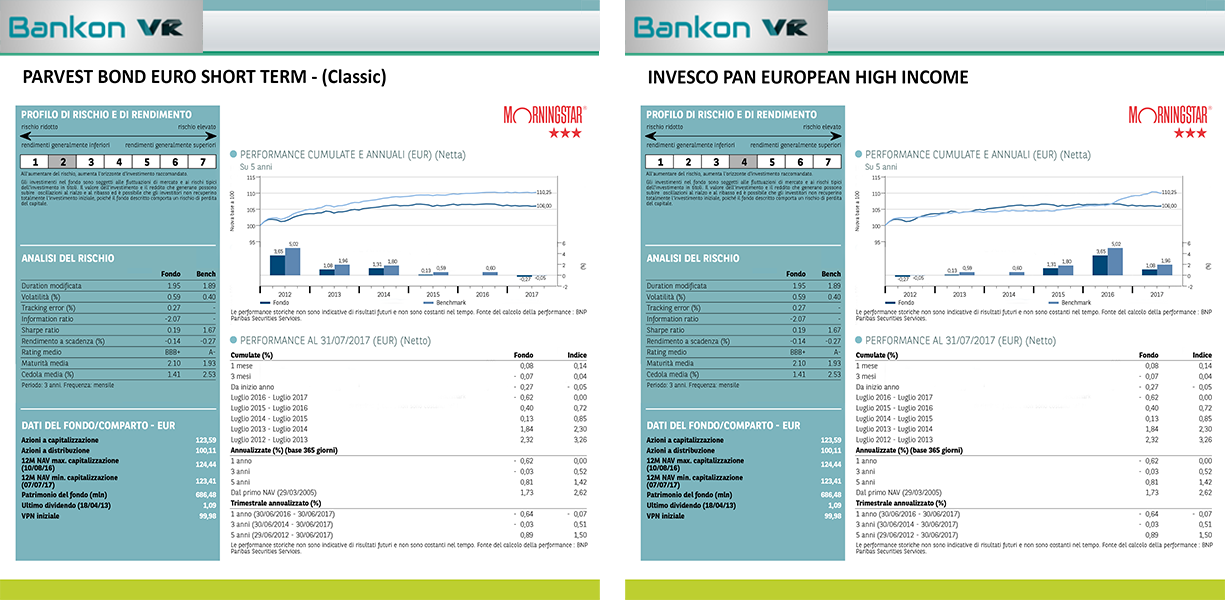 Bankon VR
PARVEST BOND EURO SHORT TERM - (Classic)
PROFILO DI RISCHIO E DI RENDIMENTO
rischio ridotto rischio elevato
rendimenti generalmente inferiori rendimenti generalmente superiori
1 2 3 4 5 6 7
All'aumentare del rischio, aumenta l'orizzonte d'investimento raccomandato.
Gli investimenti nel fondo sono soggetti alle fluttuazioni di mercato e ai rischi tipici
dell'investimento in titoli. Il valore dell'investimento e il reddito che generano possono
subire oscillazioni al rialzo e al ribasso ed è possibile che gli investitori non recuperino
totalmente l'investimento iniziale, poiché il fondo descritto comporta un rischio di perdita
del capitale.
ANALISI DEL RISCHIO
Fondo Bench
Duration modificata 1.95 1.89
Volatilità (%) 0.59 0.40
Tracking error (%) 0.27 -
Information ratio -2.07 -
Sharpe ratio 0.19 1.67
Rendimento a scadenza (%) -0.14 -0.27
Rating medio BBB+ A-
Maturità media 2.10 1.93
Cedola media (%) 1.41 2.53
Periodo: 3 anni. Frequenza: mensile
DATI DEL FONDO/COMPARTO - EUR
Azioni a capitalizzazione 123,59
Azioni a distribuzione 100,11
12M NAV max. capitalizzazione
(10/08/16) 124,44
12M NAV min. capitalizzazione
(07/07/17) 123,41
Patrimonio del fondo (mln) 686,48
Ultimo dividendo (18/04/13) 1,09
VPN iniziale 99,98
MORNINGSTAR®
PERFORMANCE CUMULATE E ANNUALI (EUR) (Netta)
Su 5 anni
Nuova base a 100
115
110
105
100
95
110,25
106,00
3,65 5,02 1,08 1,96 1,31 1,80 0,13 0,59 0,60 -0,27 -0,05
6
4
2
0
-2
(%)
2012 2013 2014 2015 2016 2017
Fondo Benchmark
Le performance storiche non sono indicative di risultati futuri e non sono costanti nel tempo. Fonte del calcolo della performance : BNP
Paribas Securities Services.
PERFORMANCE AL 31/07/2017 (EUR) (Netto)
Cumulate (%) Fondo Indice
1 mese 0,08 0,14
3 mesi - 0,07 0,04
Da inizio anno - 0,27 - 0,05
Luglio 2016 - Luglio 2017 - 0,62 0,00
Luglio 2015 - Luglio 2016 0,40 0,72
Luglio 2014 - Luglio 2015 0,13 0,85
Luglio 2013 - Luglio 2014 1,84 2,30
Luglio 2012 - Luglio 2013 2,32 3,26
Annualizzate (%) (base 365 giorni)
1 anno - 0,62 0,00
3 anni - 0,03 0,52
5 anni 0,81 1,42
Dal primo NAV (29/03/2005) 1,73 2,62
Trimestrale annualizzato (%)
1 anno (30/06/2016 - 30/06/2017) - 0,64 - 0,07
3 anni (30/06/2014 - 30/06/2017) - 0,03 0,51
5 anni (29/06/2012 - 30/06/2017) 0,89 1,50
Le performance storiche non sono indicative di risultati futuri e non sono costanti nel tempo. Fonte del calcolo della performance : BNP
Paribas Securities Services.
Bankon VR
INVESCO PAN EUROPEAN HIGH INCOME
PROFILO DI RISCHIO E DI RENDIMENTO
rischio ridotto rischio elevato
rendimenti generalmente inferiori rendimenti generalmente superiori
1 2 3 4 5 6 7
All'aumentare del rischio, aumenta l'orizzonte d'investimento raccomandato.
Gli investimenti nel fondo sono soggetti alle fluttuazioni di mercato e ai rischi tipici
dell'investimento in titoli. Il valore dell'investimento e il reddito che generano possono
subire oscillazioni al rialzo e al ribasso ed è possibile che gli investitori non recuperino
totalmente l'investimento iniziale, poiché il fondo descritto comporta un rischio di perdita
del capitale.
ANALISI DEL RISCHIO
Fondo Bench
Duration modificata 1.95 1.89
Volatilità (%) 0.59 0.40
Tracking error (%) 0.27 -
Information ratio -2.07 -
Sharpe ratio 0.19 1.67
Rendimento a scadenza (%) -0.14 -0.27
Rating medio BBB+ A-
Maturità media 2.10 1.93
Cedola media (%) 1.41 2.53
Periodo: 3 anni. Frequenza: mensile
DATI DEL FONDO/COMPARTO - EUR
Azioni a capitalizzazione 123,59
Azioni a distribuzione 100,11
12M NAV max. capitalizzazione
(10/08/16) 124,44
12M NAV min. capitalizzazione
(07/07/17) 123,41
Patrimonio del fondo (mln) 686,48
Ultimo dividendo (18/04/13) 1,09
VPN iniziale 99,98
MORNINGSTAR®
PERFORMANCE CUMULATE E ANNUALI (EUR) (Netta)
Su 5 anni
Nuova base a 100
115
110
105
100
95
110,25
106,00
-0,27 -0,05 0,13 0,59 0,60 1,31 1,80 3,65 5,02 1,08 1,96
6
4
2
0
-2
(%)
2012 2013 2014 2015 2016 2017
Fondo Benchmark
Le performance storiche non sono indicative di risultati futuri e non sono costanti nel tempo. Fonte del calcolo della performance : BNP
Paribas Securities Services.
PERFORMANCE AL 31/07/2017 (EUR) (Netto)
Cumulate (%) Fondo Indice
1 mese 0,08 0,14
3 mesi - 0,07 0,04
Da inizio anno - 0,27 - 0,05
Luglio 2016 - Luglio 2017 - 0,62 0,00
Luglio 2015 - Luglio 2016 0,40 0,72
Luglio 2014 - Luglio 2015 0,13 0,85
Luglio 2013 - Luglio 2014 1,84 2,30
Luglio 2012 - Luglio 2013 2,32 3,26
Annualizzate (%) (base 365 giorni)
1 anno - 0,62 0,00
3 anni - 0,03 0,52
5 anni 0,81 1,42
Dal primo NAV (29/03/2005) 1,73 2,62
Trimestrale annualizzato (%)
1 anno (30/06/2016 - 30/06/2017) - 0,64 - 0,07
3 anni (30/06/2014 - 30/06/2017) - 0,03 0,51
5 anni (29/06/2012 - 30/06/2017) 0,89 1,50
Le performance storiche non sono indicative di risultati futuri e non sono costanti nel tempo. Fonte del calcolo della performance : BNP
Paribas Securities Services.